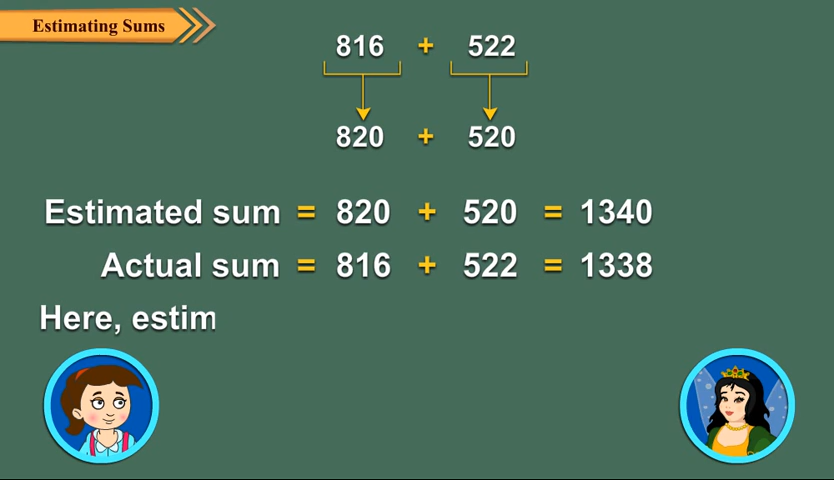 Estimating Sums
816 + 522
820 + 520
Estimated sum = 820 + 520 = 1340
Actual sum = 816 + 522 = 1338
Here, estim